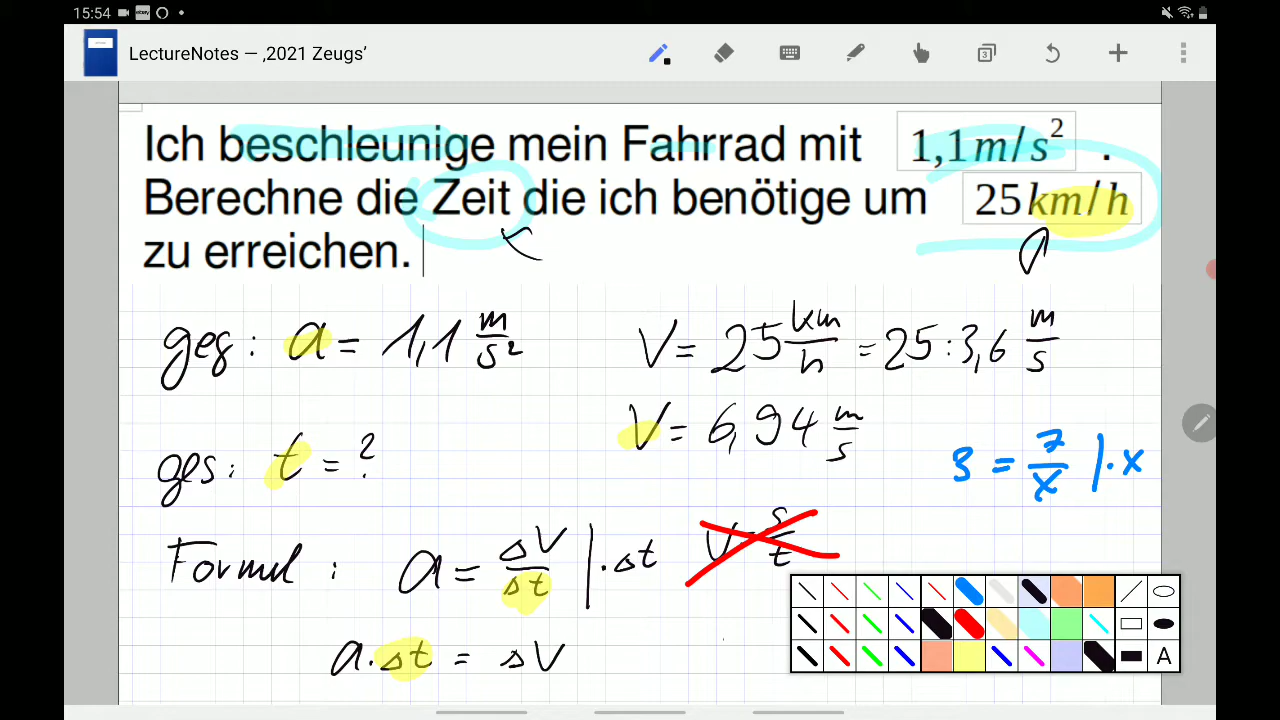 15:54
LectureNotes — ‚2021 Zeugs’
3
Ich beschleunige mein Fahrrad mit 1,1 m/s² .
Berechne die Zeit die ich benötige um 25 km/h
zu erreichen.
ges: a = 1,1 m/s² V = 25 km/h = 25 : 3,6 m/s
V = 6,94 m/s
ges: t = ? 3 = 7/x | · x
Formel : a = ΔV/Δt | · Δt V = s/t
a · Δt = ΔV
A